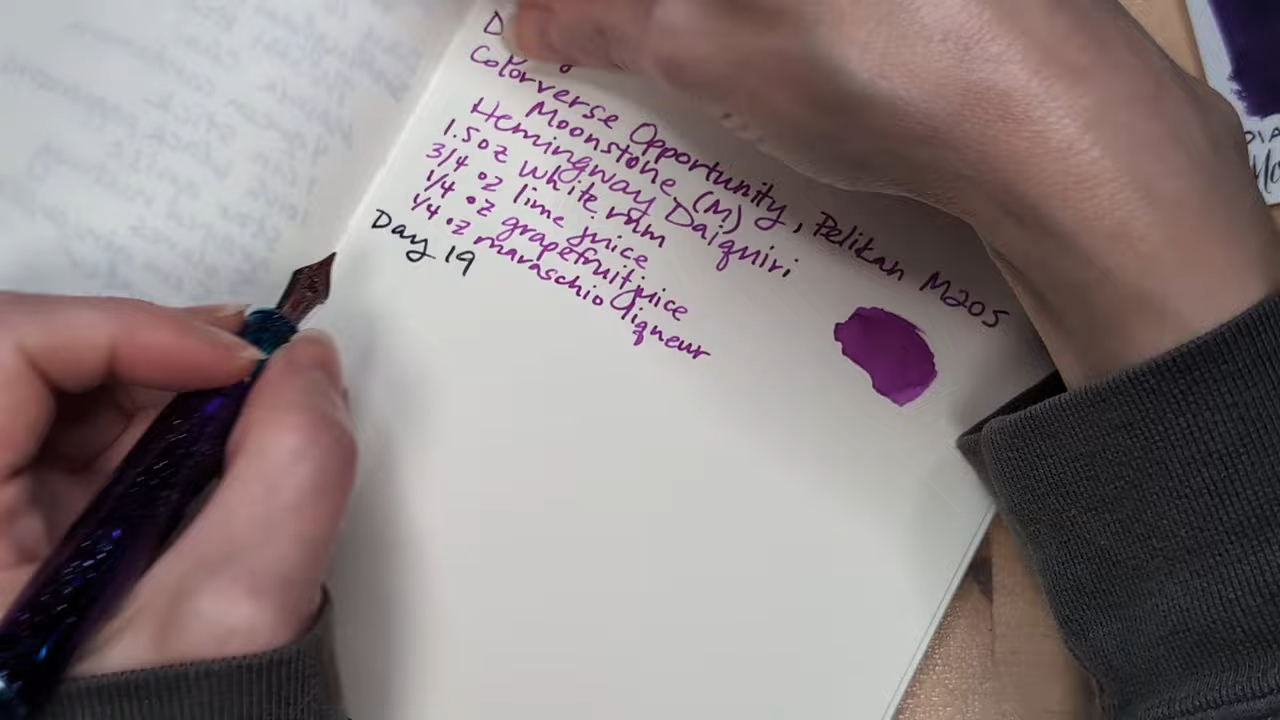 Colorverse Opportunity, Pelikan M205
Moonstone (M)
Hemingway Daiquiri
1.5oz white rum
3/4 oz lime juice
1/4 oz grapefruit juice
1/4 oz maraschio liqueur
Day 19